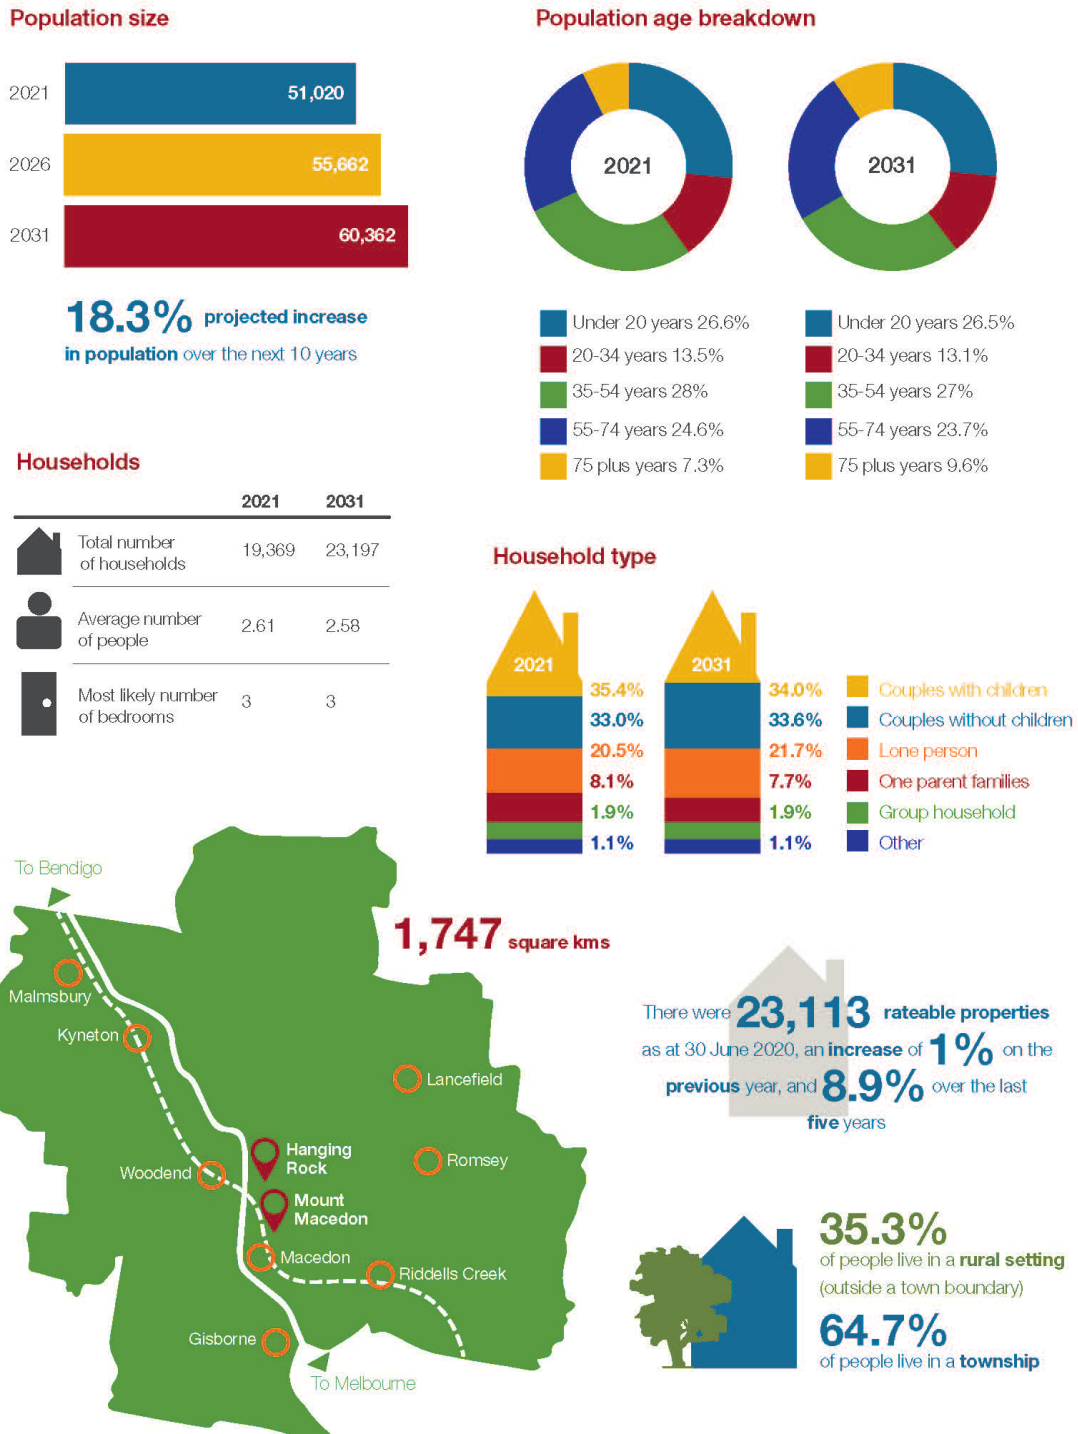 Population size
2021
51,020
2026
55,662
2031
60,362
18.3% projected increase
in population over the next 10 years
Population age breakdown
2021
2031
Under 20 years 26.6%
20-34 years 13.5%
35-54 years 28%
55-74 years 24.6%
75 plus years 7.3%
Under 20 years 26.5%
20-34 years 13.1%
35-54 years 27%
55-74 years 23.7%
75 plus years 9.6%
Households
2021 2031
Total number
of households
19,369 23,197
Average number
of people
2.61 2.58
Most likely number
of bedrooms
3 3
Household type
2021
2031
35.4% 34.0% Couples with children
33.0% 33.6% Couples without children
20.5% 21.7% Lone person
8.1% 7.7% One parent families
1.9% 1.9% Group household
1.1% 1.1% Other
To Bendigo
1,747 square kms
Malmsbury
Kyneton
Lancefield
Hanging
Rock
Romsey
Woodend
Mount
Macedon
Macedon
Riddells Creek
Gisborne
To Melbourne
There were 23,113 rateable properties
as at 30 June 2020, an increase of 1% on the
previous year, and 8.9% over the last
five years
35.3%
of people live in a rural setting
(outside a town boundary)
64.7%
of people live in a township